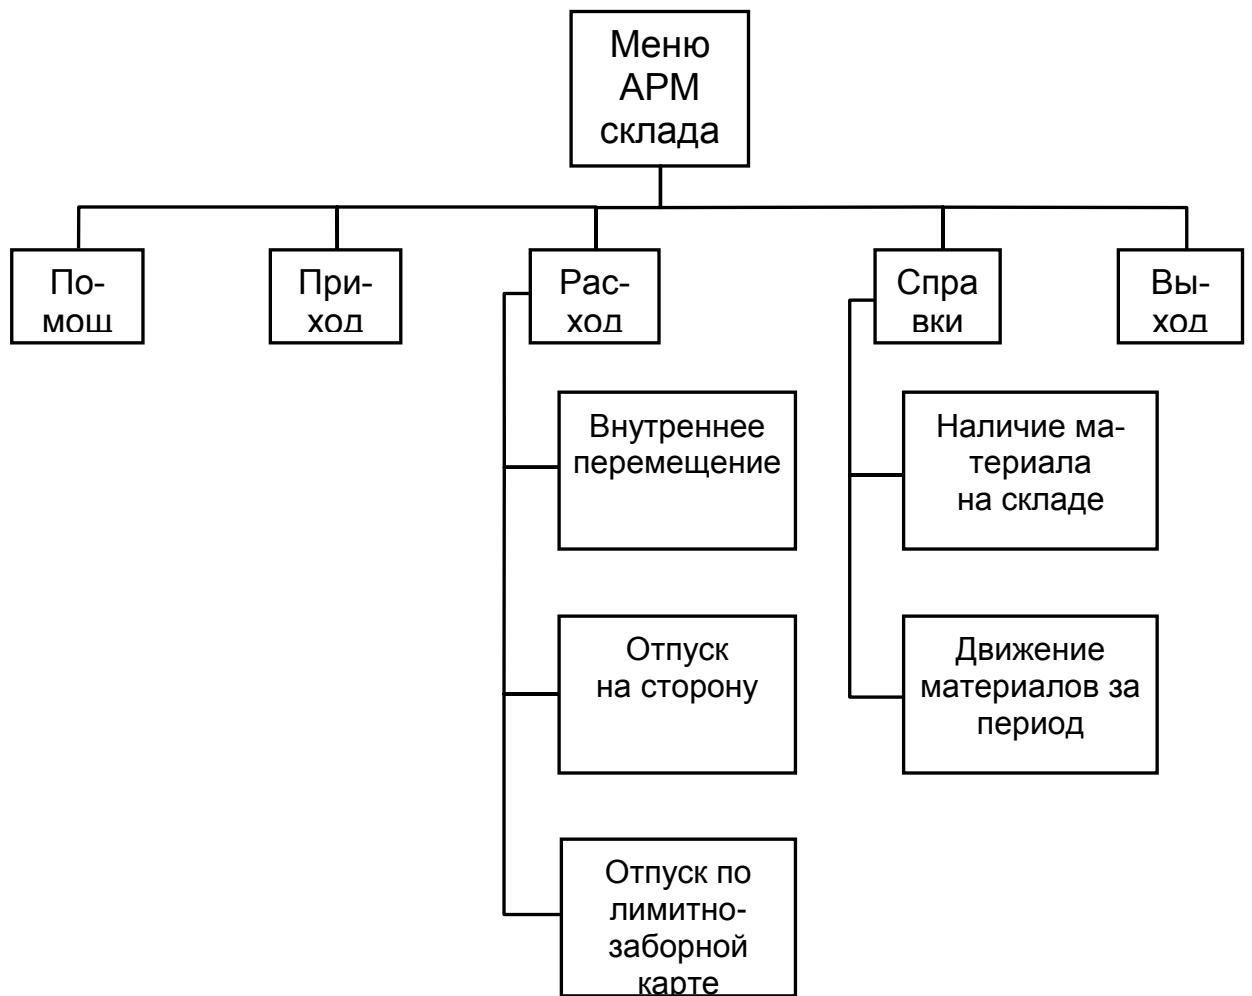 Меню
АРМ
склада
По-
мощ
При-
ход
Рас-
ход
Спра
вки
Вы-
ход
Внутреннее
перемещение
Отпуск
на сторону
Отпуск по
лимитно-
заборной
карте
Наличие ма-
териала
на складе
Движение
материалов за
период